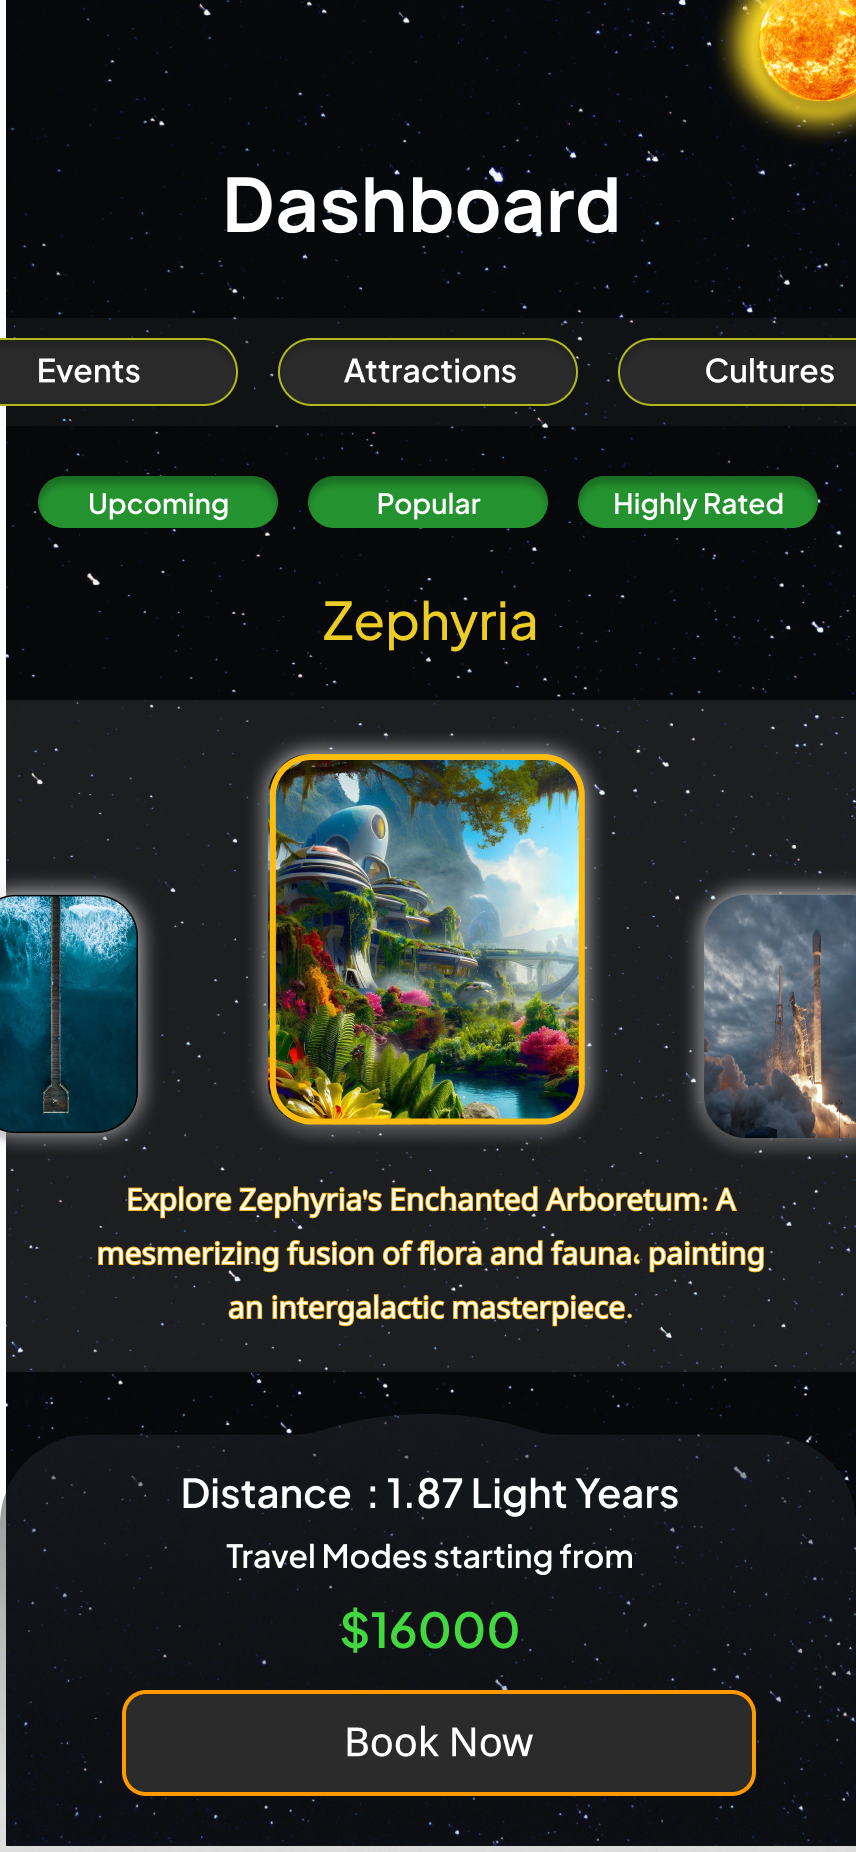 Dashboard
Events Attractions Cultures
Upcoming Popular Highly Rated
Zephyria
Explore Zephyria's Enchanted Arboretum: A
mesmerizing fusion of flora and fauna، painting
an intergalactic masterpiece.
Distance : 1.87 Light Years
Travel Modes starting from
$16000
Book Now